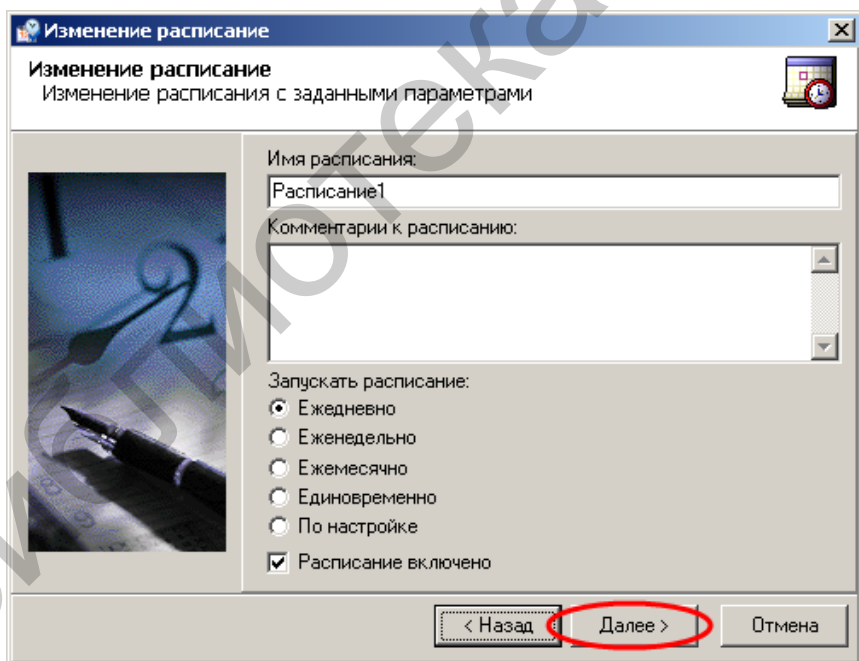 Изменение расписание
Изменение расписание
Изменение расписания с заданными параметрами
Имя расписания:
Расписание1
Комментарии к расписанию:
Запускать расписание:
Ежедневно
Еженедельно
Ежемесячно
Единовременно
По настройке
Расписание включено
< Назад
Далее >
Отмена